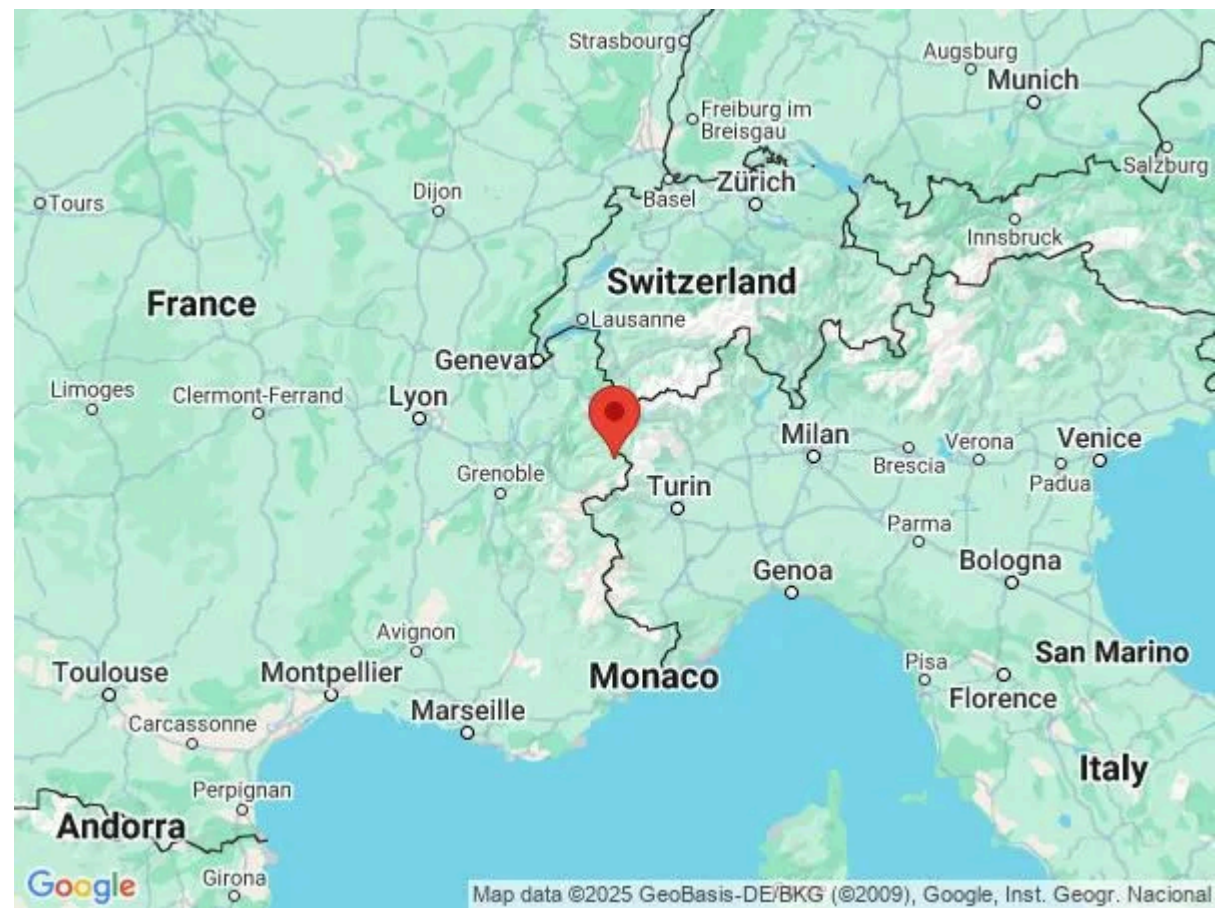 Strasbourg
Augsburg
Munich
Freiburg im
Breisgau
Salzburg
Zürich
Basel
Tours
Dijon
Innsbruck
Switzerland
France
Lausanne
Geneva
Limoges
Clermont-Ferrand
Lyon
Milan
Verona
Venice
Brescia
Grenoble
Padua
Turin
Parma
Bologna
Genoa
Avignon
San Marino
Pisa
Toulouse
Montpellier
Monaco
Florence
Marseille
Carcassonne
Italy
Perpignan
Andorra
Girona
Google
Map data ©2025 GeoBasis-DE/BKG (©2009), Google, Inst. Geogr. Nacional